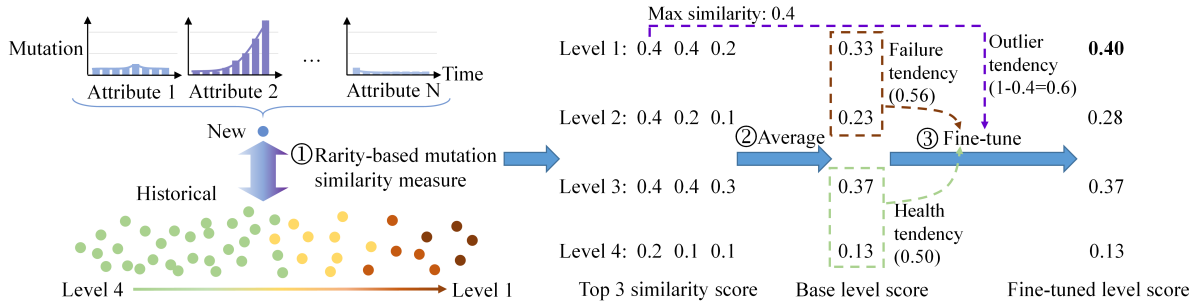 Mutation
Time
Attribute 1
Attribute 2
...
Attribute N
New
① Rarity-based mutation
similarity measure
Historical
Level 4
Level 1
Max similarity: 0.4
Level 1: 0.4 0.4 0.2
Level 2: 0.4 0.2 0.1
Level 3: 0.4 0.4 0.3
Level 4: 0.2 0.1 0.1
Top 3 similarity score
② Average
0.33
0.23
0.37
0.13
Base level score
Failure
tendency
(0.56)
Outlier
tendency
(1-0.4=0.6)
③ Fine-tune
Health
tendency
(0.50)
0.40
0.28
0.37
0.13
Fine-tuned level score